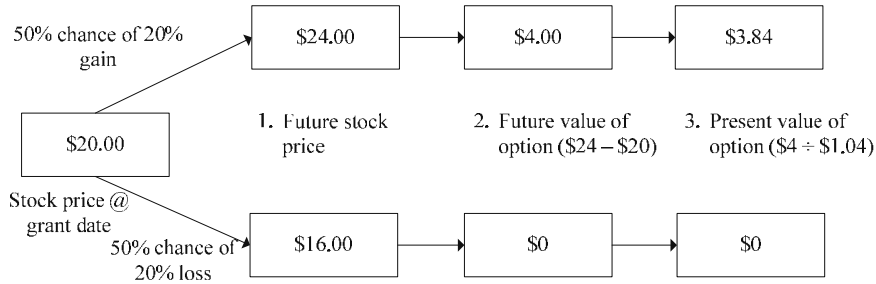 50% chance of 20%
gain
$24.00
$4.00
$3.84
$20.00
1. Future stock
price
2. Future value of
option ($24 – $20)
3. Present value of
option ($4 ÷ $1.04)
Stock price @
grant date
50% chance of
20% loss
$16.00
$0
$0